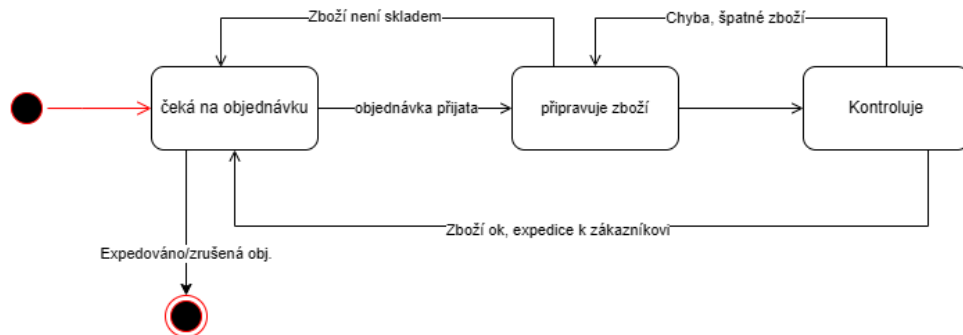 Zboží není skladem
Chyba, špatné zboží
čeká na objednávku
objednávka přijata
připravuje zboží
Kontroluje
Zboží ok, expedice k zákazníkovi
Expedováno/zrušená obj.